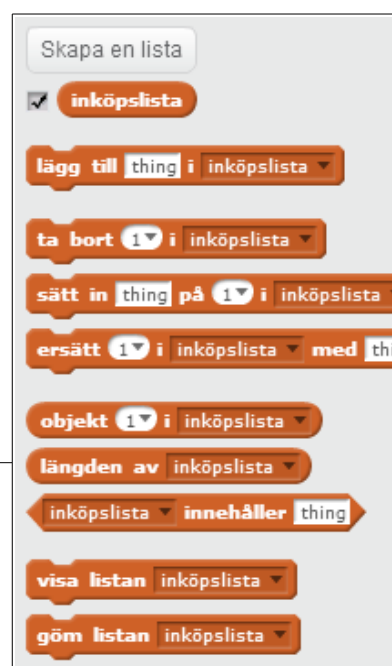 Skapa en lista
inköpslista
lägg till thing i inköpslista
ta bort 1 i inköpslista
sätt in thing på 1 i inköpslista
ersätt 1 i inköpslista med thi
objekt 1 i inköpslista
längden av inköpslista
inköpslista innehåller thing
visa listan inköpslista
göm listan inköpslista